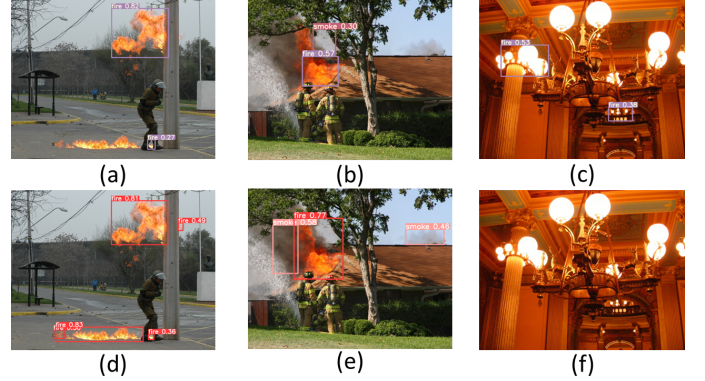 fire 0.82
fire 0.27
(a)
smoke 0.30
fire 0.57
(b)
fire 0.53
fire 0.38
(c)
fire 0.81
fire 0.49
fire 0.83
fire 0.36
(d)
fire 0.77
smoke 0.58
smoke 0.46
(e)
(f)